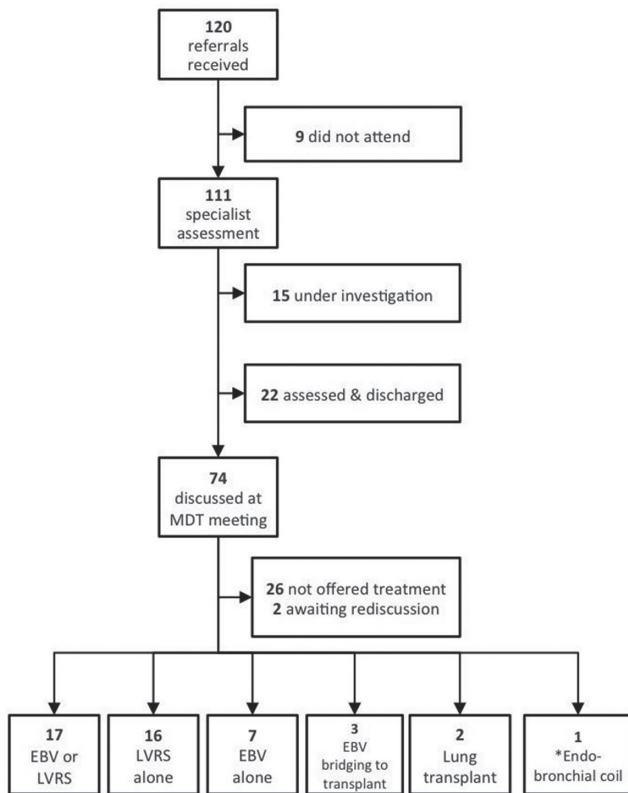 120
referrals
received
9 did not attend
111
specialist
assessment
15 under investigation
22 assessed & discharged
74
discussed at
MDT meeting
26 not offered treatment
2 awaiting rediscussion
17
EBV or
LVRS
16
LVRS
alone
7
EBV
alone
3
EBV
bridging to
transplant
2
Lung
transplant
1
*Endo-
bronchial coil